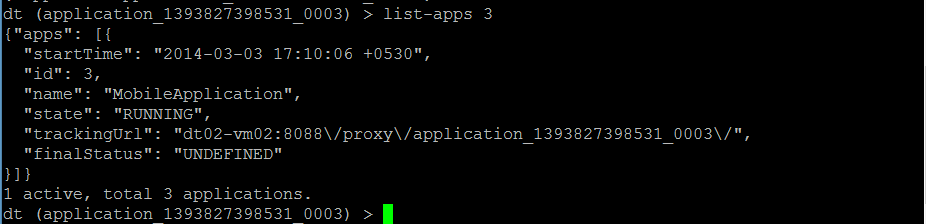 dt (application_1393827398531_0003) > list-apps 3
{"apps": [{
  "startTime": "2014-03-03 17:10:06 +0530",
  "id": 3,
  "name": "MobileApplication",
  "state": "RUNNING",
  "trackingUrl": "dt02-vm02:8088\/proxy\/application_1393827398531_0003\/",
  "finalStatus": "UNDEFINED"
}]}
1 active, total 3 applications.
dt (application_1393827398531_0003) >